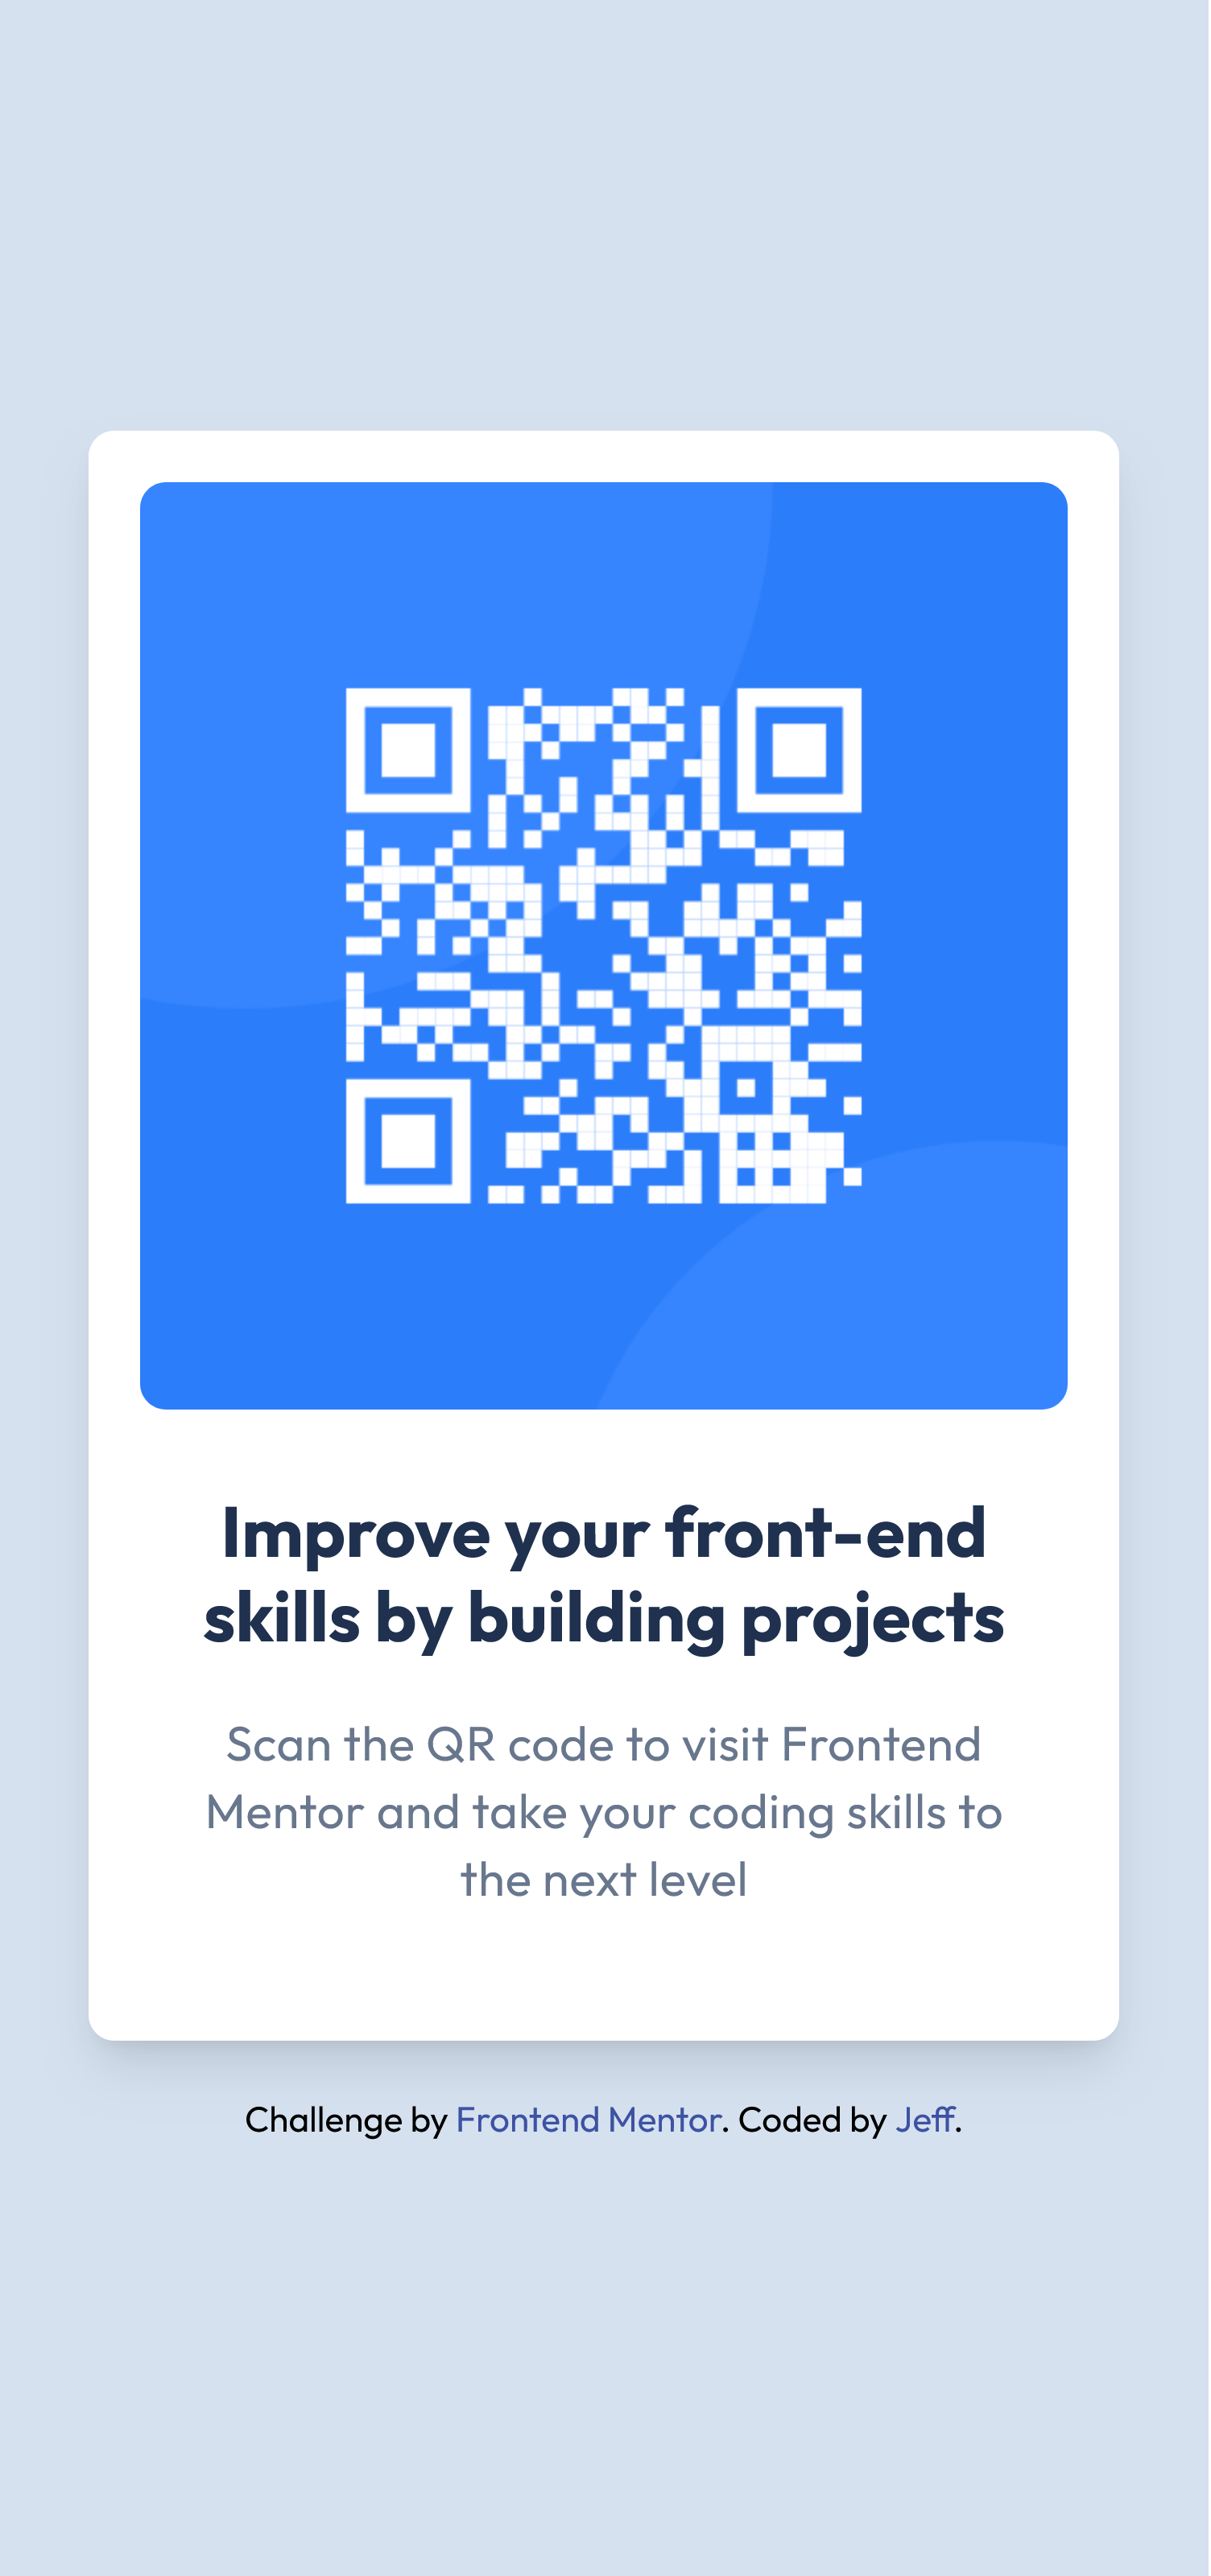 Improve your front-end
skills by building projects
Scan the QR code to visit Frontend
Mentor and take your coding skills to
the next level
Challenge by Frontend Mentor. Coded by Jeff.